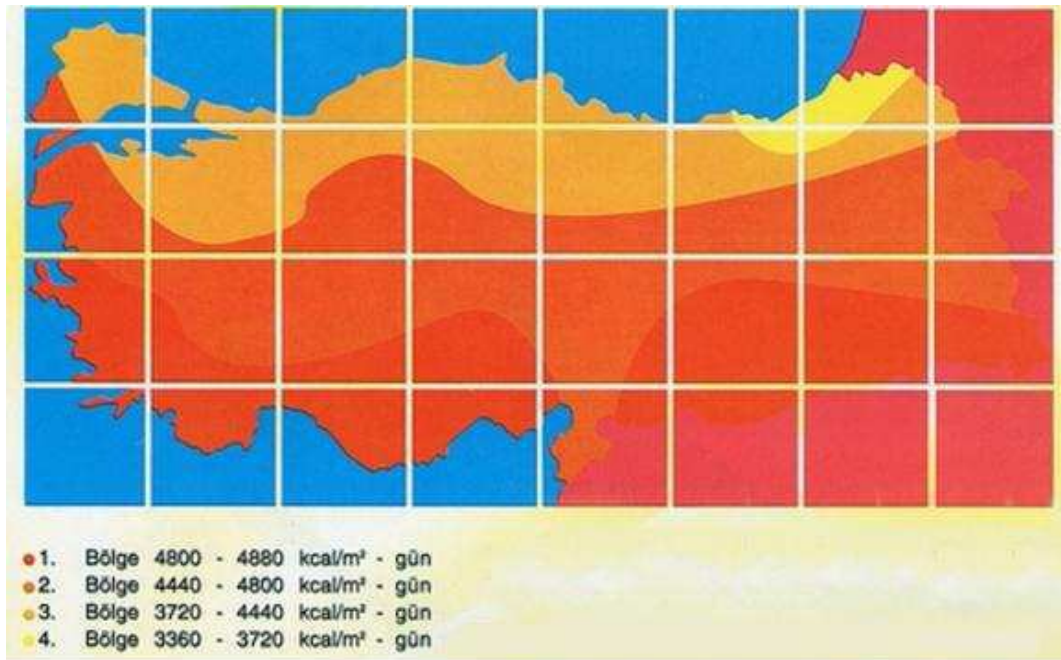 1. Bölge 4800 - 4880 kcal/m² - gün
2. Bölge 4440 - 4800 kcal/m² - gün
3. Bölge 3720 - 4440 kcal/m² - gün
4. Bölge 3360 - 3720 kcal/m² - gün